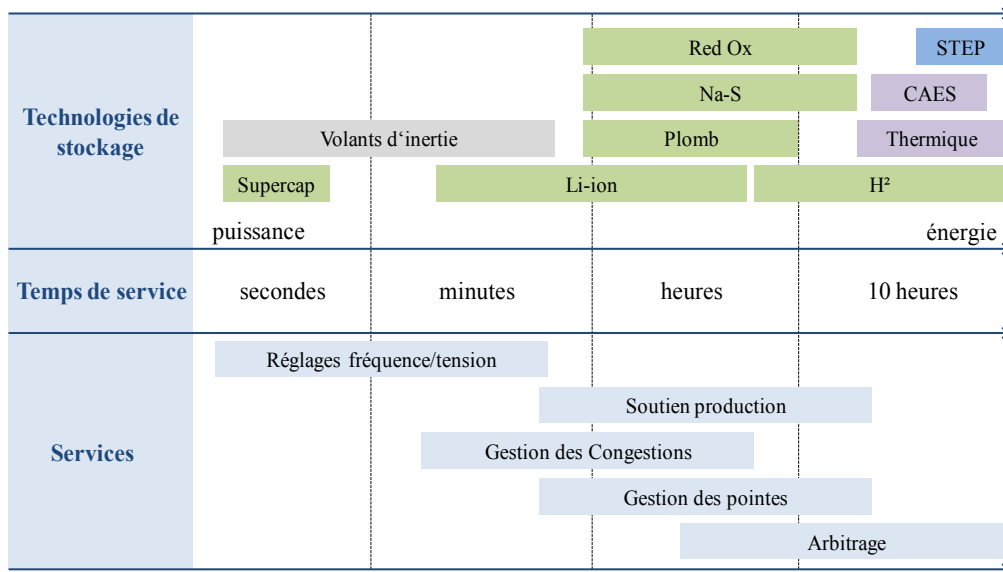 Red Ox
STEP
Na-S
CAES
Technologies de
stockage
Volants d‘inertie
Plomb
Thermique
Supercap
Li-ion
H²
puissance
énergie
Temps de service
secondes
minutes
heures
10 heures
Réglages fréquence/tension
Soutien production
Services
Gestion des Congestions
Gestion des pointes
Arbitrage